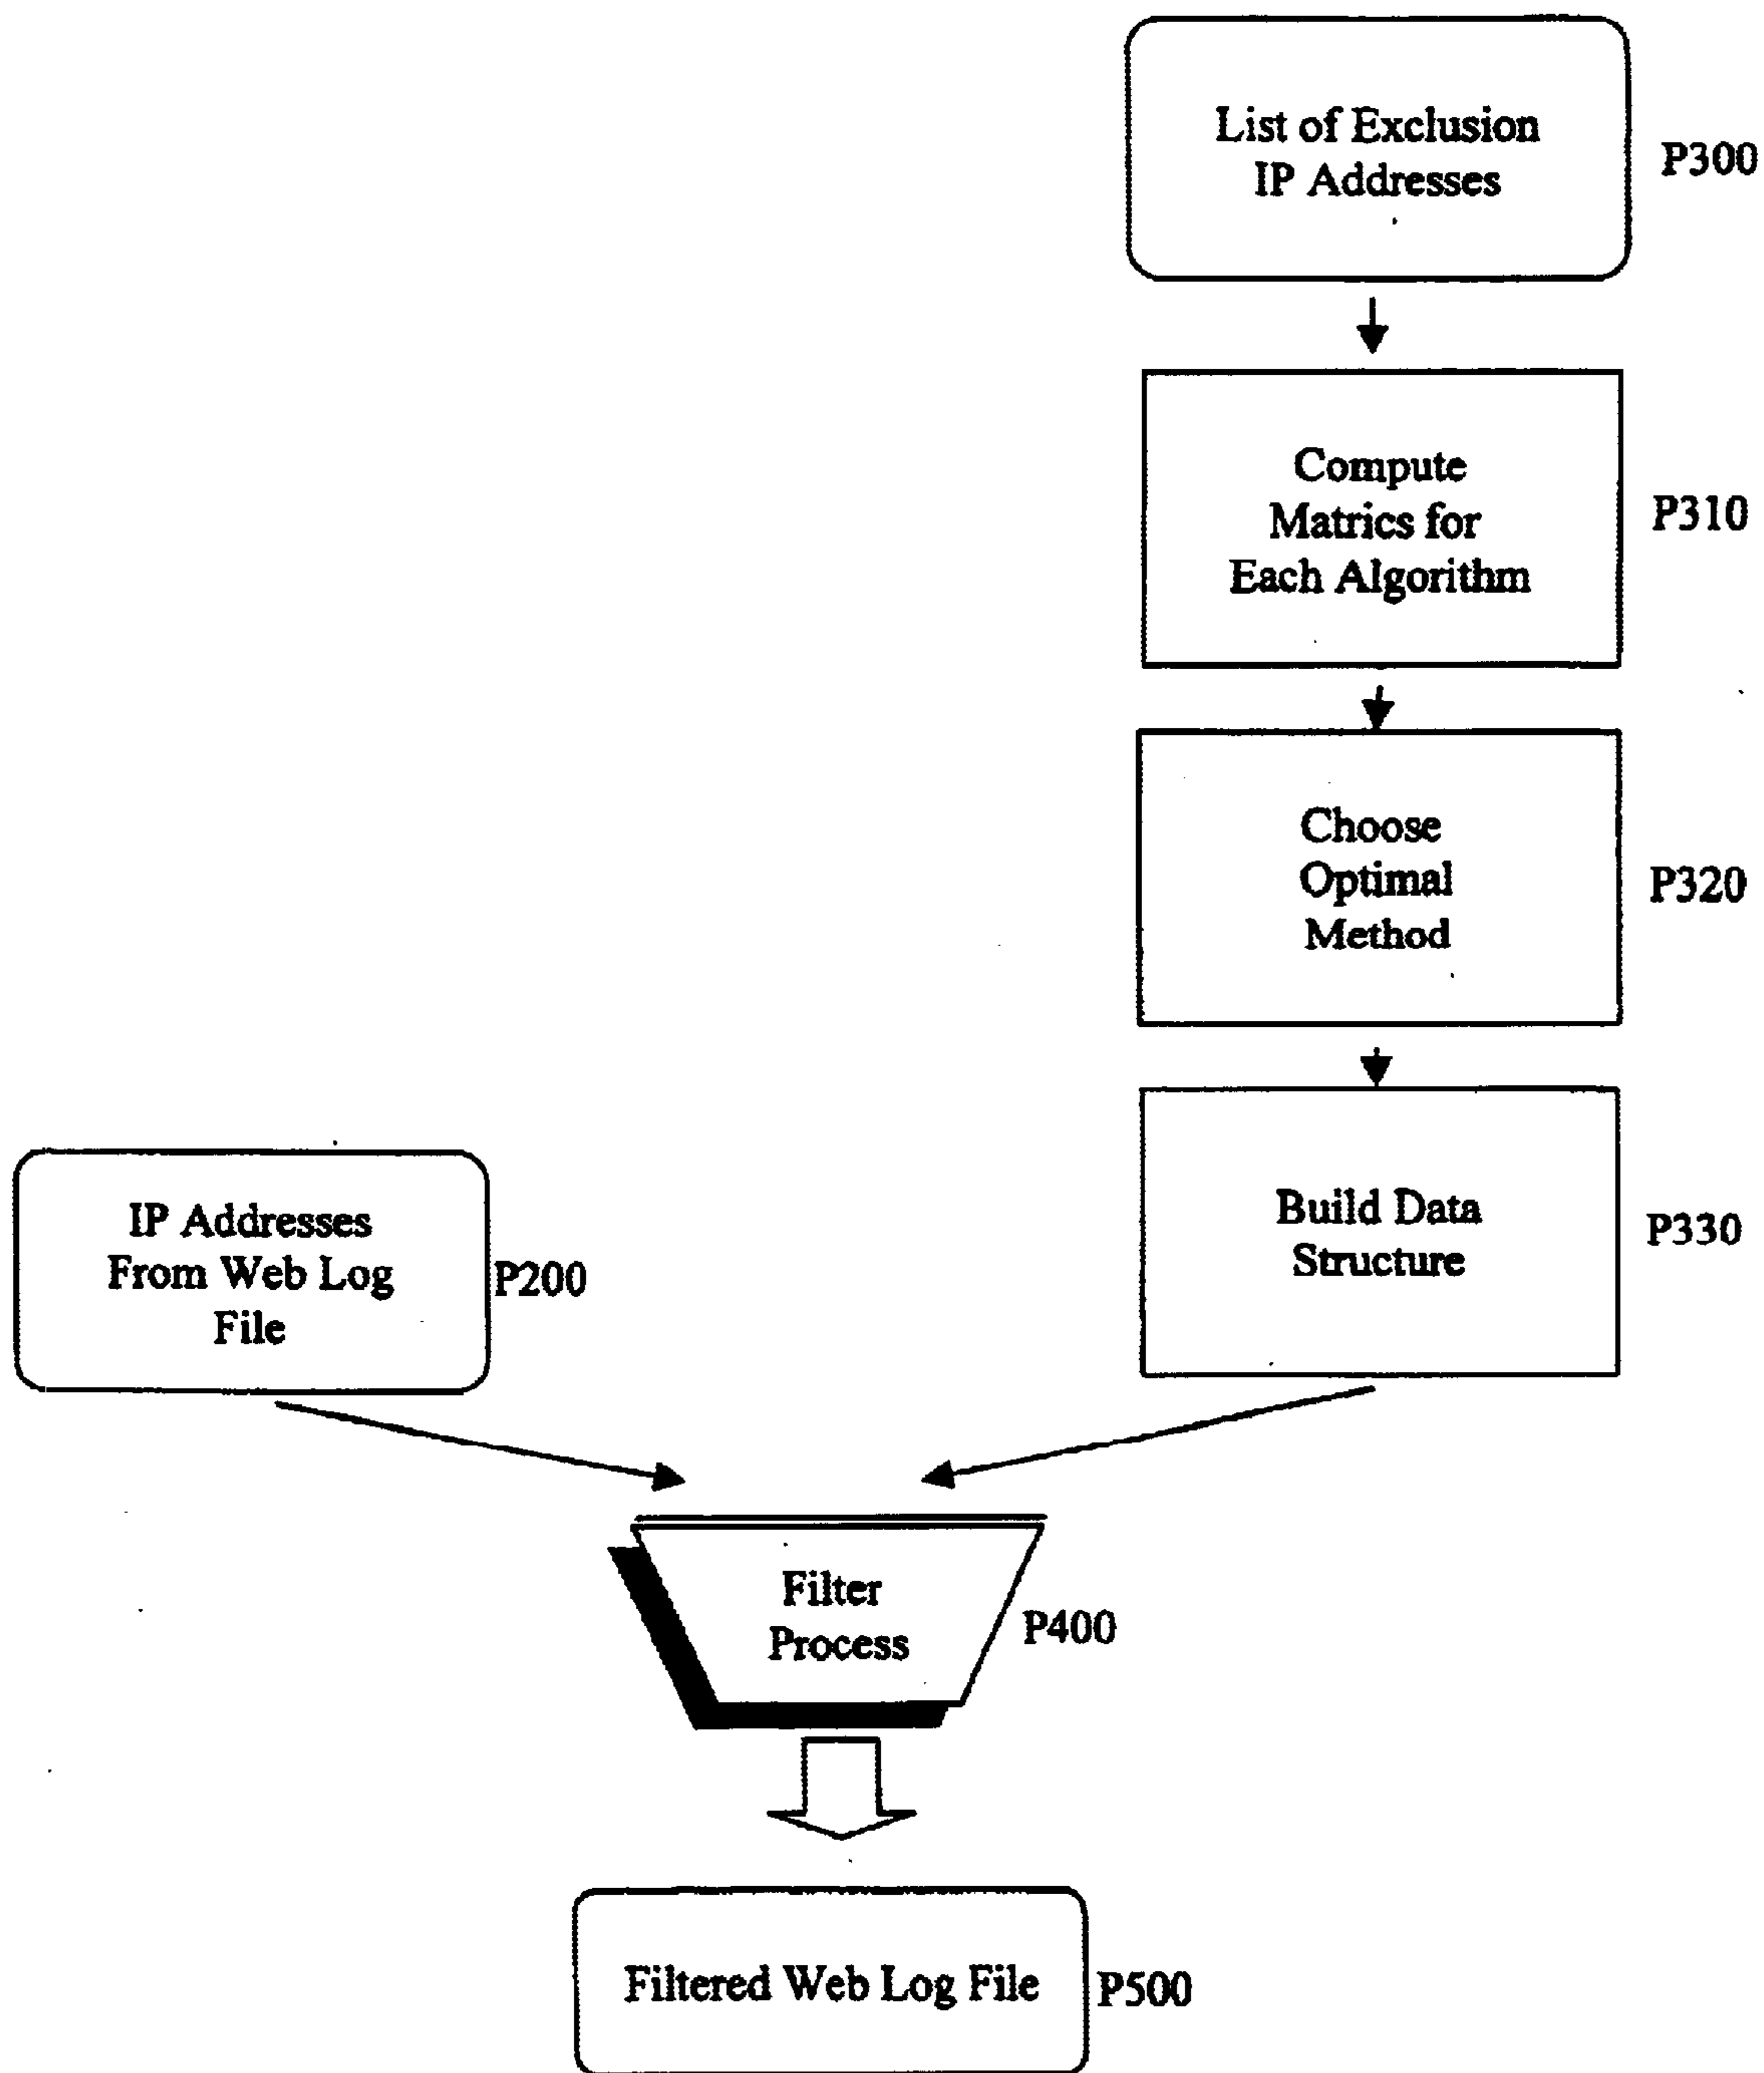 List of Exclusion
IP Addresses
P300
Compute
Matrics for
Each Algorithm
P310
Choose
Optimal
Method
P320
Build Data
Structure
P330
IP Addresses
From Web Log
File
P200
Filter
Process
P400
Filtered Web Log File
P500